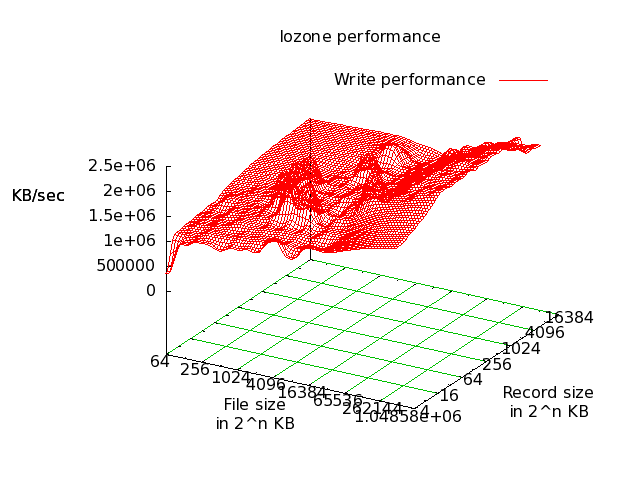 Iozone performance
Write performance
KB/sec
2.5e+06
2e+06
1.5e+06
1e+06
500000
0
64
256
1024
4096
16384
65536
262144
1.04858e+06
File size
in 2^n KB
4
16
64
256
1024
4096
16384
Record size
in 2^n KB